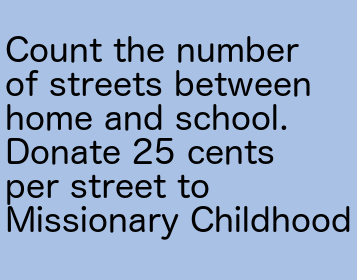 Count the number
of streets between
home and school.
Donate 25 cents
per street to
Missionary Childhood